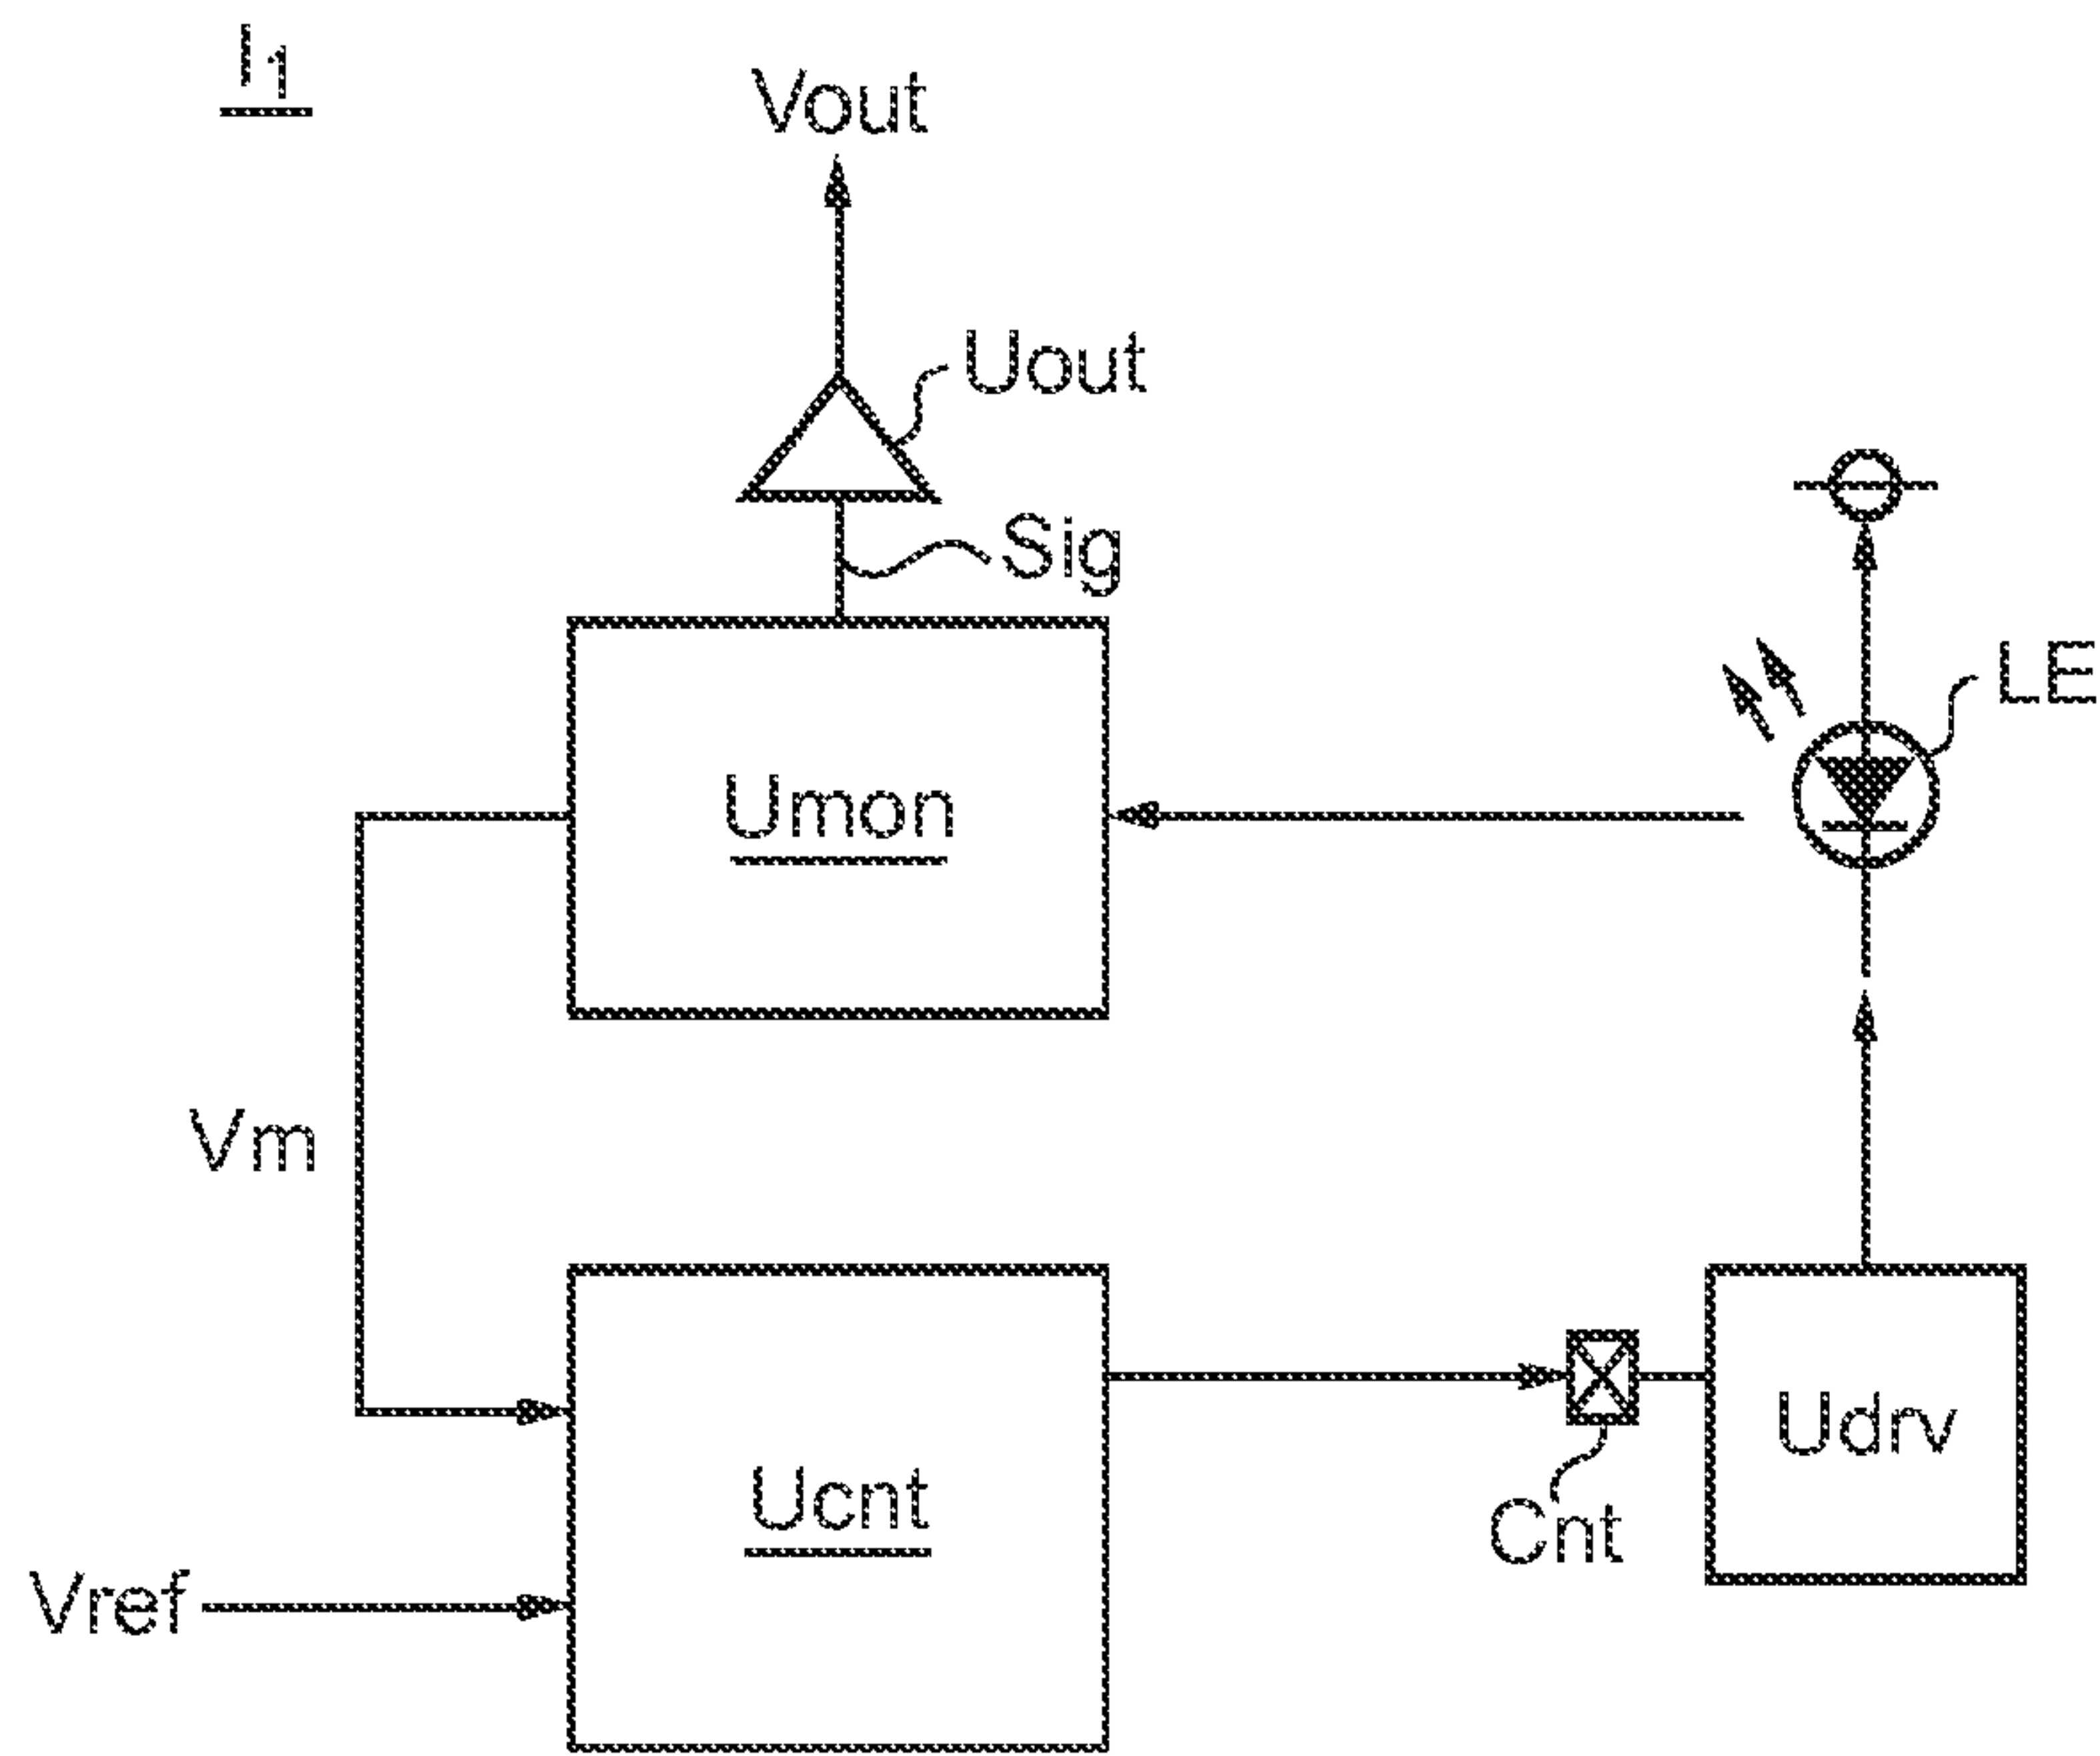 I1
Vout
Uout
Sig
LE
Umon
Vm
Ucnt
Udrv
Cnt
Vref